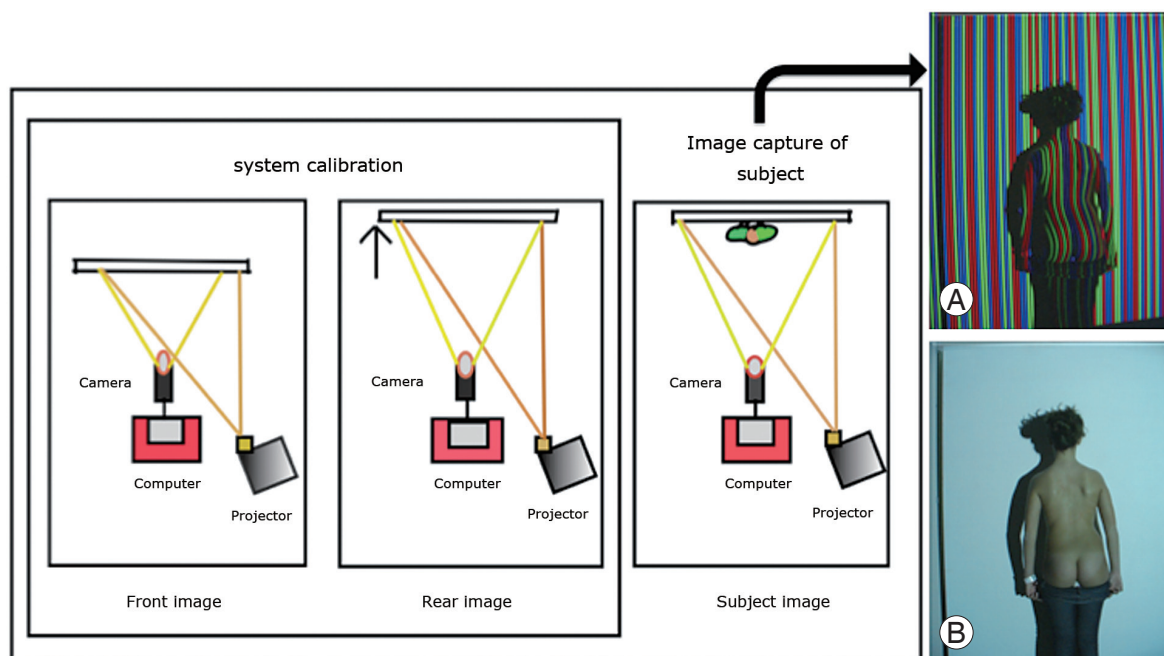 system calibration
Image capture of
subject
Camera
Computer
Projector
Front image
Camera
Computer
Projector
Rear image
Camera
Computer
Projector
Subject image
A
B